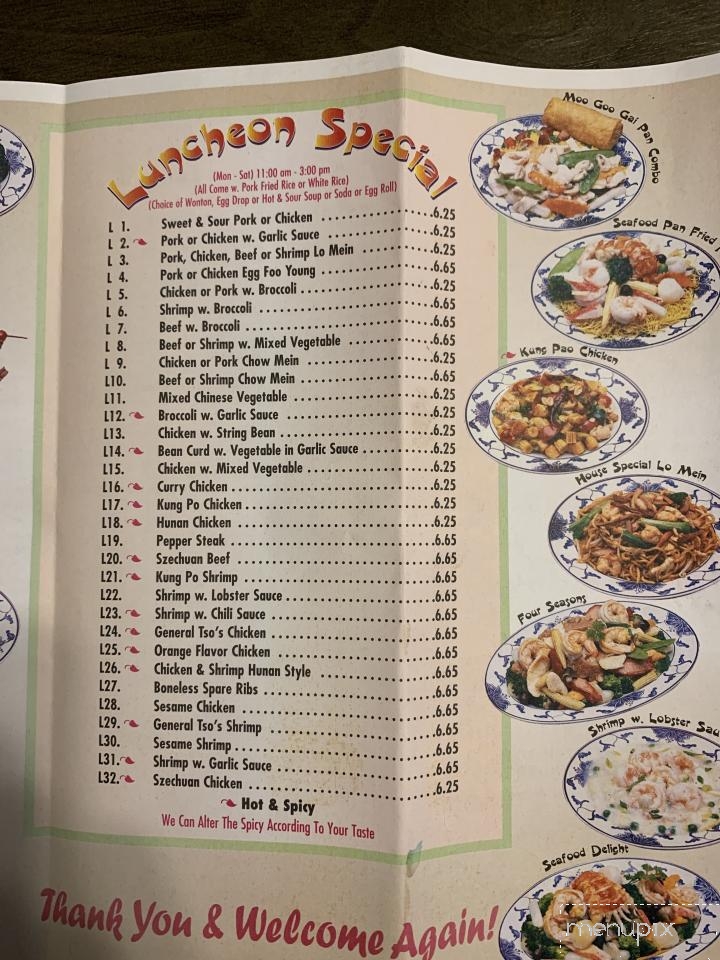 Luncheon Special
(Mon - Sat) 11:00 am - 3:00 pm
(All Come w. Pork Fried Rice or White Rice)
(Choice of Wonton, Egg Drop or Hot & Sour Soup or Soda or Egg Roll)
L 1. Sweet & Sour Pork or Chicken 6.25
L 2. Pork or Chicken w. Garlic Sauce 6.25
L 3. Pork, Chicken, Beef or Shrimp Lo Mein 6.25
L 4. Pork or Chicken Egg Foo Young 6.65
L 5. Chicken or Pork w. Broccoli 6.25
L 6. Shrimp w. Broccoli 6.65
L 7. Beef w. Broccoli 6.65
L 8. Beef or Shrimp w. Mixed Vegetable 6.65
L 9. Chicken or Pork Chow Mein 6.25
L10. Beef or Shrimp Chow Mein 6.65
L11. Mixed Chinese Vegetable 6.25
L12. Broccoli w. Garlic Sauce 6.25
L13. Chicken w. String Bean 6.25
L14. Bean Curd w. Vegetable in Garlic Sauce 6.25
L15. Chicken w. Mixed Vegetable 6.25
L16. Curry Chicken 6.25
L17. Kung Po Chicken 6.25
L18. Hunan Chicken 6.25
L19. Pepper Steak 6.65
L20. Szechuan Beef 6.65
L21. Kung Po Shrimp 6.65
L22. Shrimp w. Lobster Sauce 6.65
L23. Shrimp w. Chili Sauce 6.65
L24. General Tso's Chicken 6.65
L25. Orange Flavor Chicken 6.65
L26. Chicken & Shrimp Hunan Style 6.65
L27. Boneless Spare Ribs 6.65
L28. Sesame Chicken 6.65
L29. General Tso's Shrimp 6.65
L30. Sesame Shrimp 6.65
L31. Shrimp w. Garlic Sauce 6.65
L32. Szechuan Chicken 6.25
Hot & Spicy
We Can Alter The Spicy According To Your Taste
Thank You & Welcome Again!
Moo Goo Gai Pan Combo
Seafood Pan Fried
Kung Pao Chicken
House Special Lo Mein
Four Seasons
Shrimp w. Lobster Sau
Seafood Delight
menupix